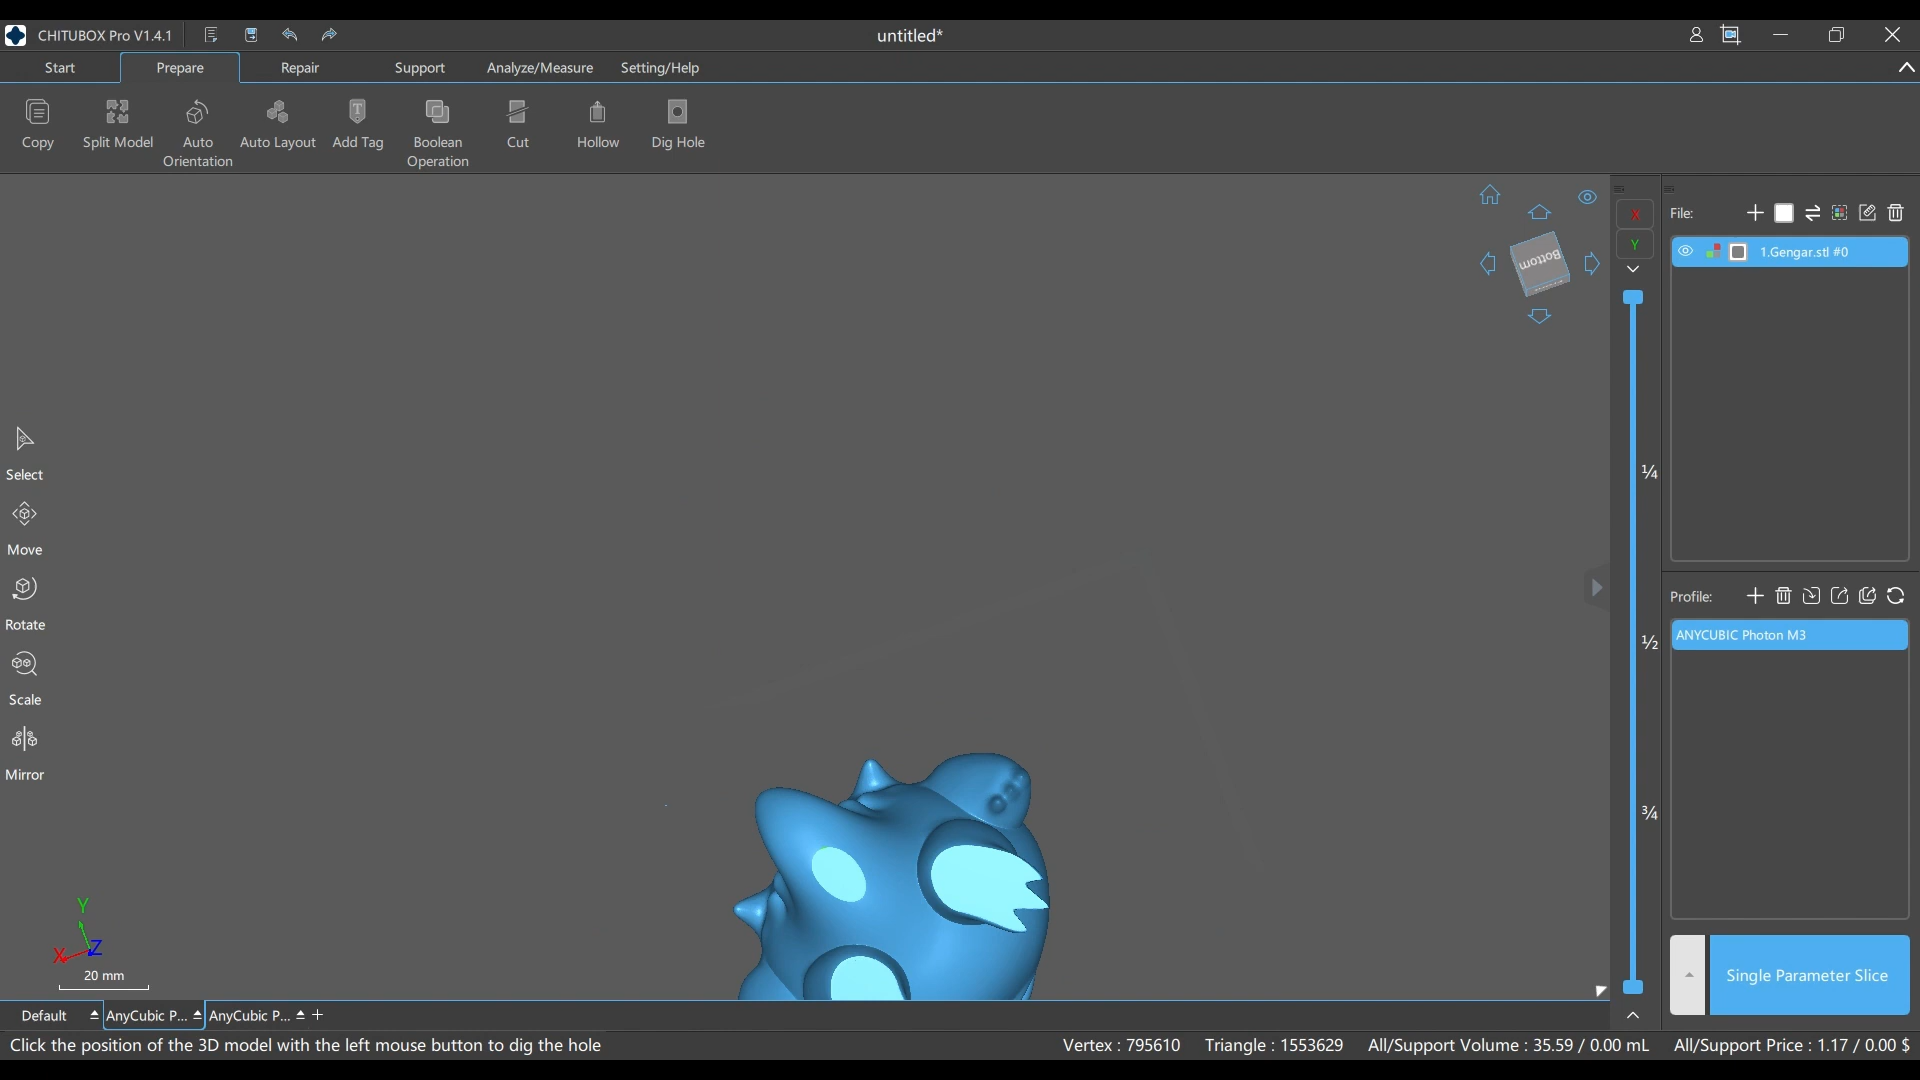 CHITUBOX Pro V1.4.1
untitled*
Start
Prepare
Repair
Support
Analyze/Measure
Setting/Help
Copy
Split Model
Auto
Orientation
Auto Layout
Add Tag
Boolean
Operation
Cut
Hollow
Dig Hole
Bottom
X
Y
File:
1.Gengar.stl #0
¼
½
¾
Select
Move
Rotate
Scale
Mirror
Profile:
ANYCUBIC Photon M3
Y
X
Z
20 mm
Single Parameter Slice
Default
AnyCubic P...
AnyCubic P...
Click the position of the 3D model with the left mouse button to dig the hole
Vertex : 795610
Triangle : 1553629
All/Support Volume : 35.59 / 0.00 mL
All/Support Price : 1.17 / 0.00 $